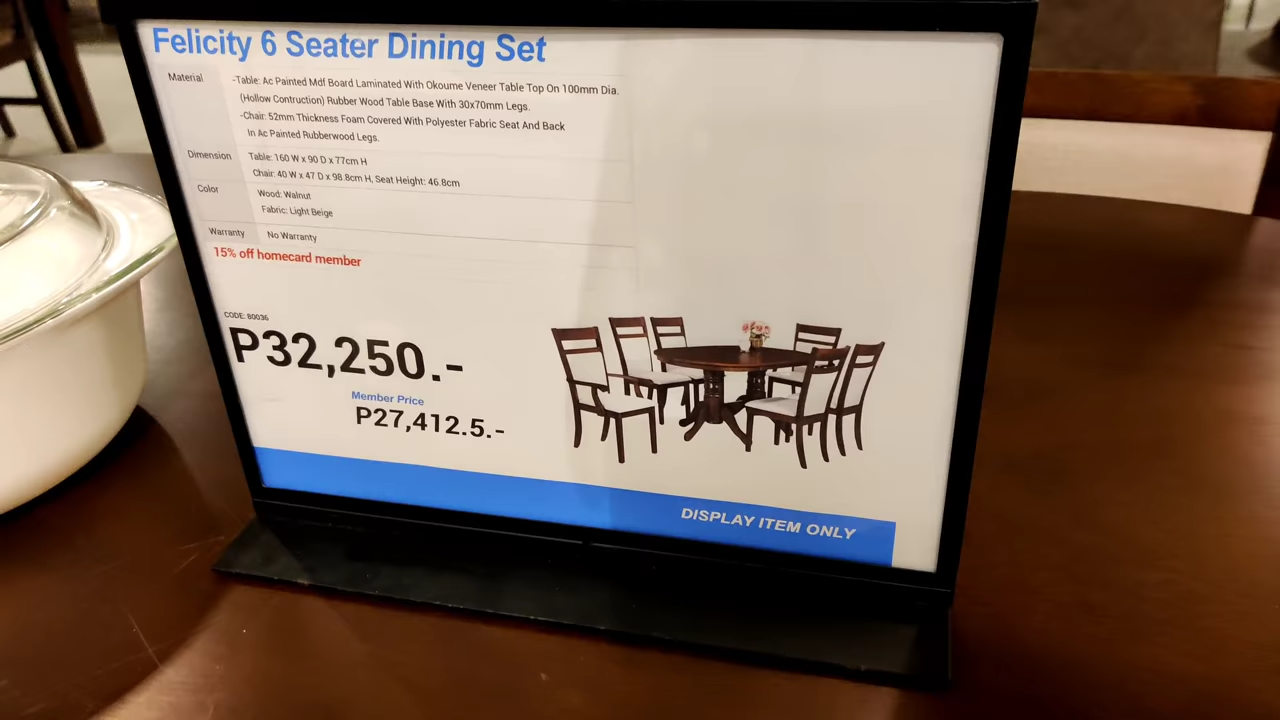 Felicity 6 Seater Dining Set
Material -Table: Ac Painted Mdf Board Laminated With Okoume Veneer Table Top On 100mm Dia.
(Hollow Contruction) Rubber Wood Table Base With 30x70mm Legs.
-Chair: 52mm Thickness Foam Covered With Polyester Fabric Seat And Back
In Ac Painted Rubberwood Legs.
Dimension Table: 160 W x 90 D x 77cm H
Chair: 40 W x 47 D x 98.8cm H, Seat Height: 46.8cm
Color Wood: Walnut
Fabric: Light Beige
Warranty No Warranty
15% off homecard member
CODE: 80036
P32,250.-
Member Price
P27,412.5.-
DISPLAY ITEM ONLY